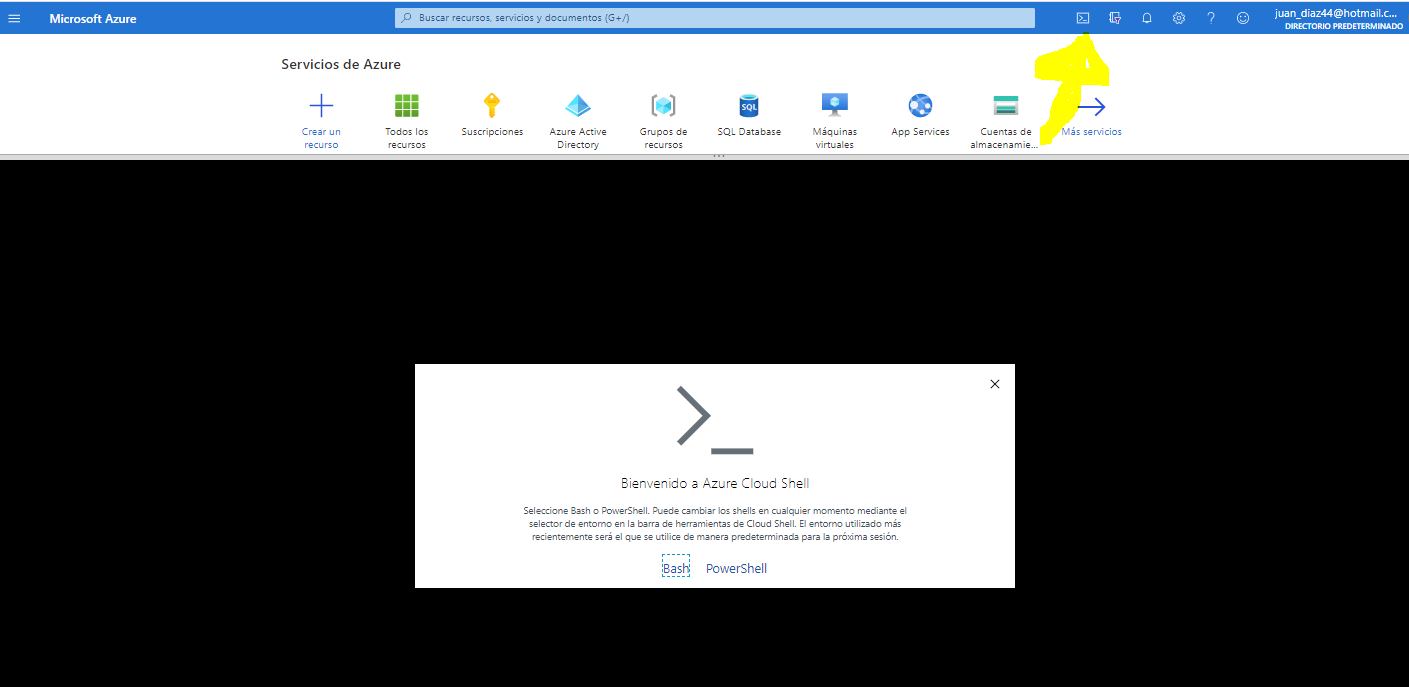 Microsoft Azure
Buscar recursos, servicios y documentos (G+/)
juan_diaz44@hotmail.c...
DIRECTORIO PREDETERMINADO
Servicios de Azure
Crear un
recurso
Todos los
recursos
Suscripciones
Azure Active
Directory
Grupos de
recursos
SQL
SQL Database
Máquinas
virtuales
App Services
Cuentas de
almacenamie...
Más servicios
Bienvenido a Azure Cloud Shell
Seleccione Bash o PowerShell. Puede cambiar los shells en cualquier momento mediante el
selector de entorno en la barra de herramientas de Cloud Shell. El entorno utilizado más
recientemente será el que se utilice de manera predeterminada para la próxima sesión.
Bash PowerShell